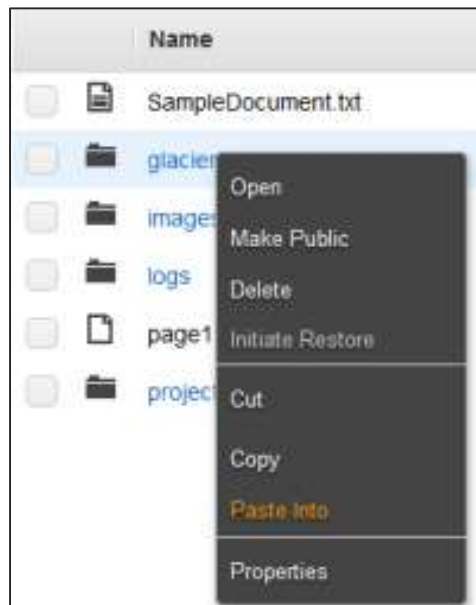 Name
SampleDocument.txt
glacier
images
logs
page1
project
Open
Make Public
Delete
Initiate Restore
Cut
Copy
Paste Into
Properties